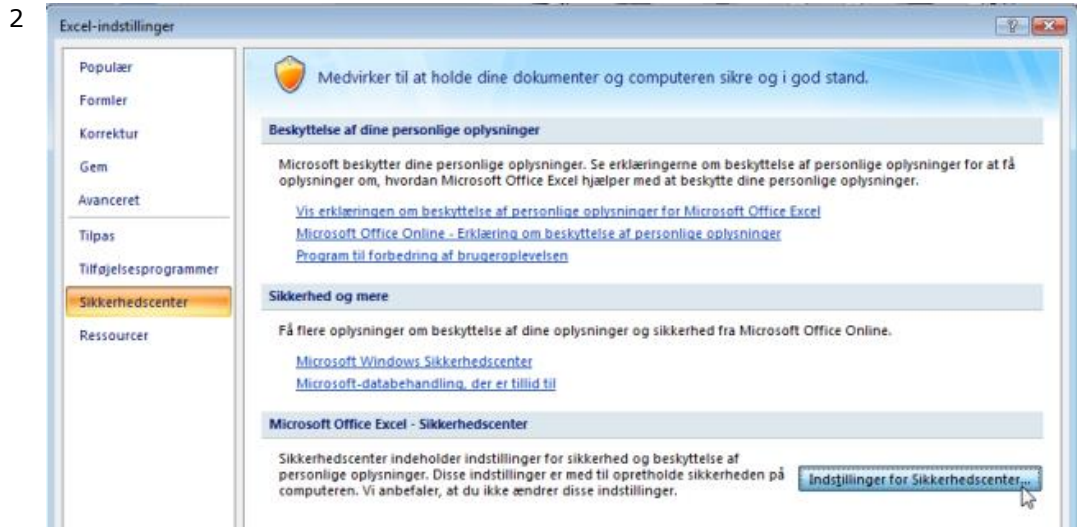 2
Excel-indstillinger
Populær
Formler
Korrektur
Gem
Avanceret
Tilpas
Tilføjelsesprogrammer
Sikkerhedscenter
Ressourcer
Medvirker til at holde dine dokumenter og computeren sikre og i god stand.
Beskyttelse af dine personlige oplysninger
Microsoft beskytter dine personlige oplysninger. Se erklæringerne om beskyttelse af personlige oplysninger for at få
oplysninger om, hvordan Microsoft Office Excel hjælper med at beskytte dine personlige oplysninger.
Vis erklæringen om beskyttelse af personlige oplysninger for Microsoft Office Excel
Microsoft Office Online - Erklæring om beskyttelse af personlige oplysninger
Program til forbedring af brugeroplevelsen
Sikkerhed og mere
Få flere oplysninger om beskyttelse af dine oplysninger og sikkerhed fra Microsoft Office Online.
Microsoft Windows Sikkerhedscenter
Microsoft-databehandling, der er tillid til
Microsoft Office Excel - Sikkerhedscenter
Sikkerhedscenter indeholder indstillinger for sikkerhed og beskyttelse af
personlige oplysninger. Disse indstillinger er med til opretholde sikkerheden på
computeren. Vi anbefaler, at du ikke ændrer disse indstillinger.
Indstillinger for Sikkerhedscenter...